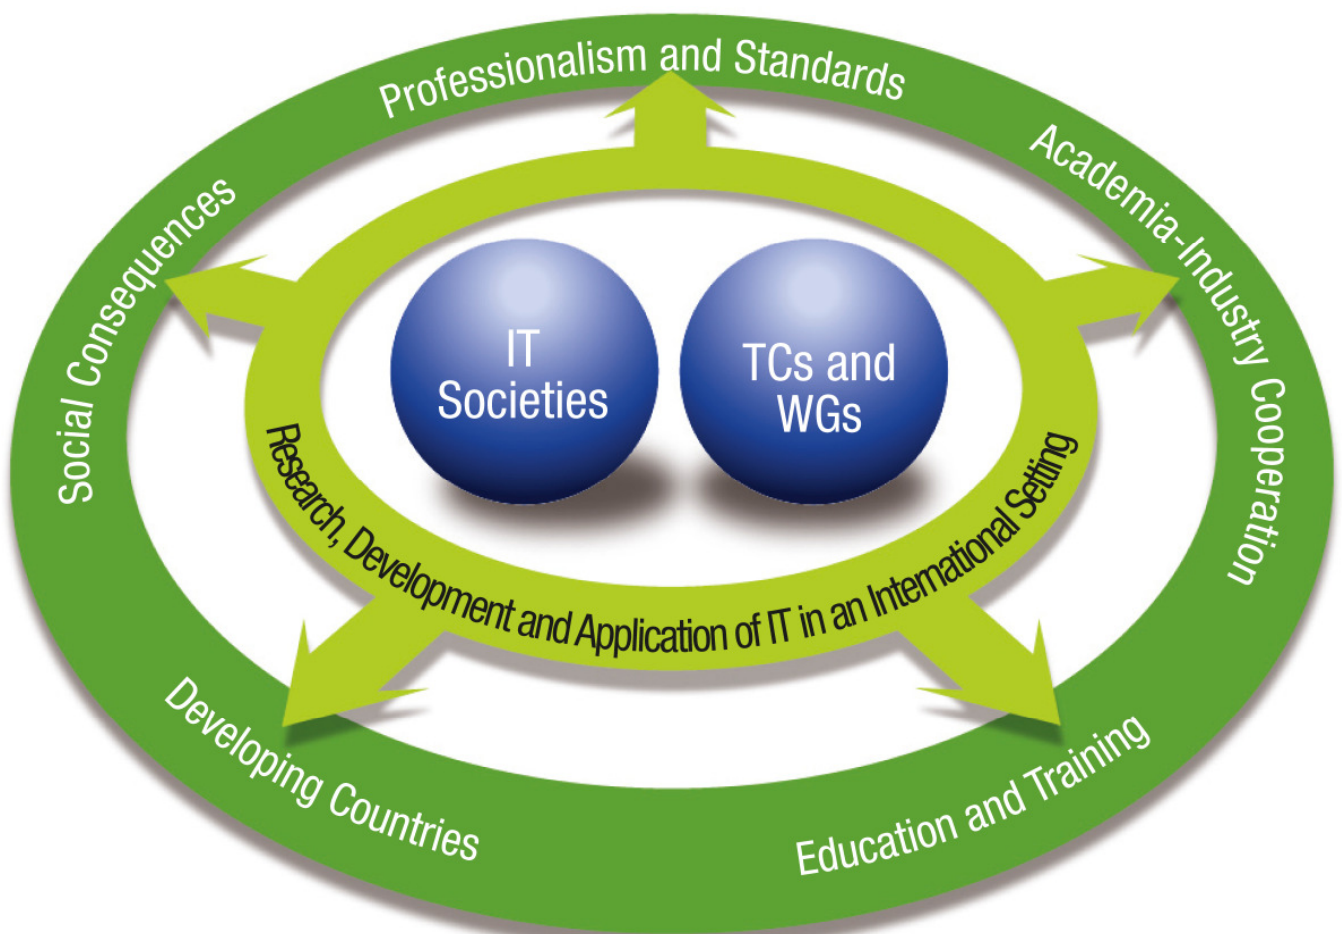 Professionalism and Standards
Academia-Industry Cooperation
Social Consequences
IT
Societies
TCs and
WGs
Research, Development and Application of IT in an International Setting
Developing Countries
Education and Training